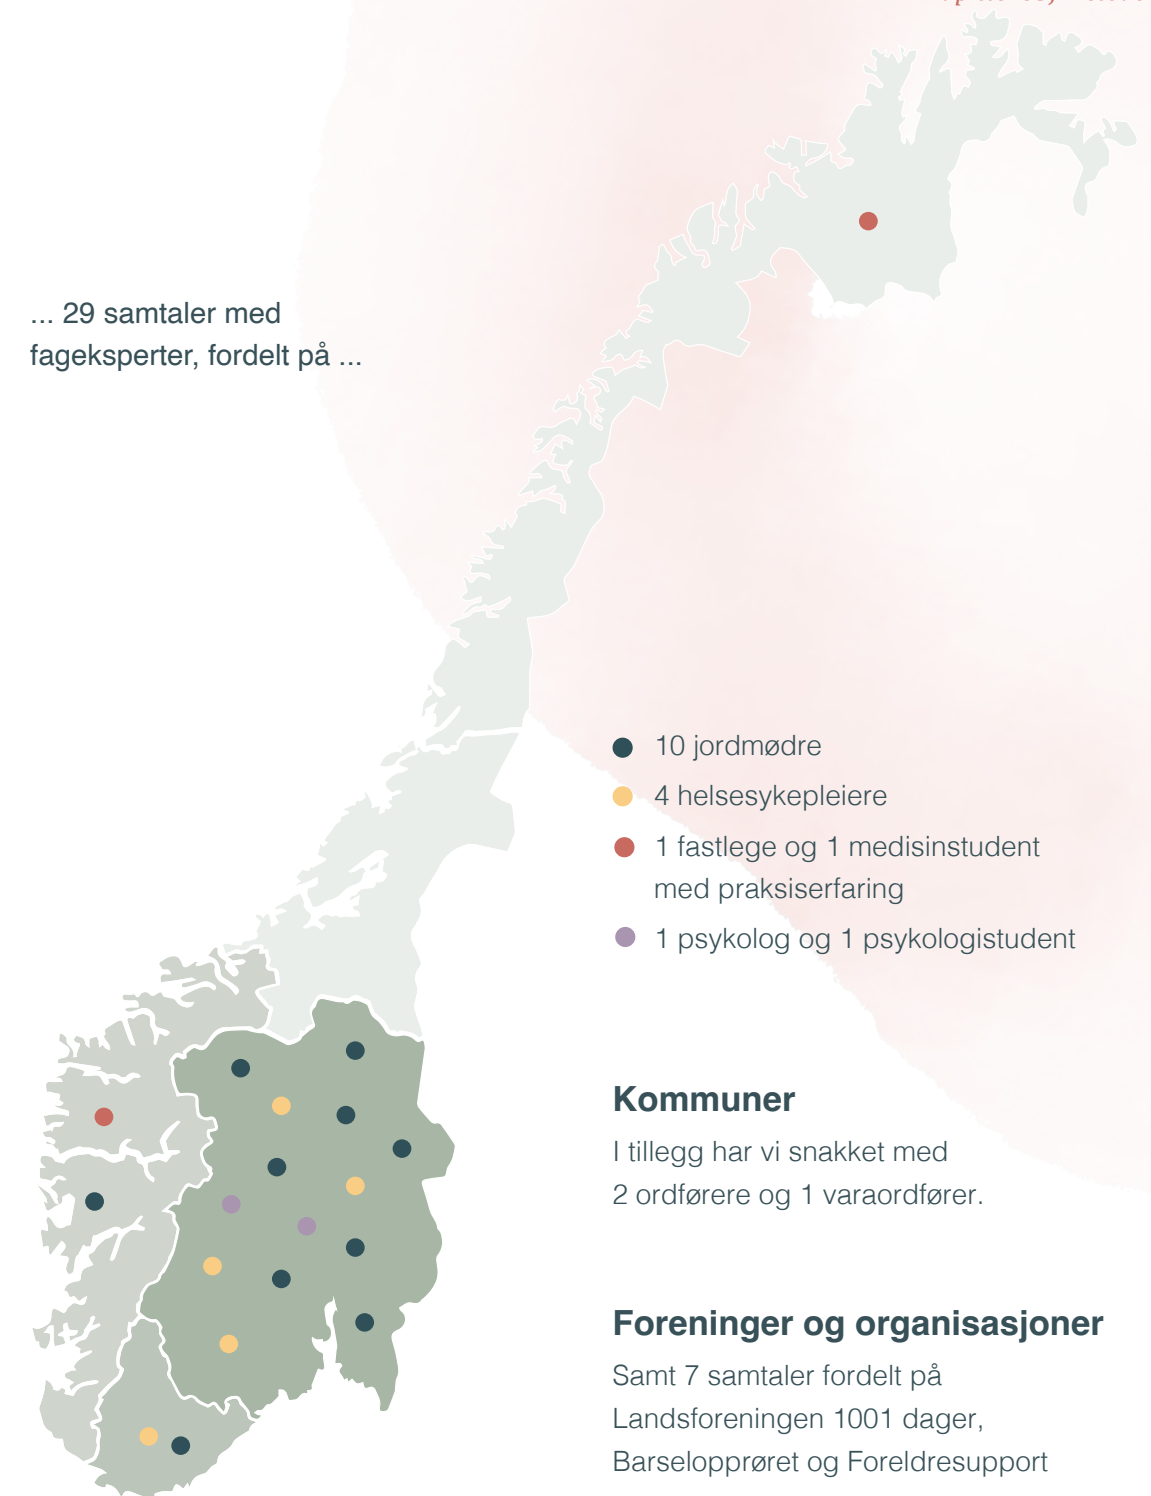 ... 29 samtaler med
fageksperter, fordelt på ...
10 jordmødre
4 helsesykepleiere
1 fastlege og 1 medisinstudent
med praksiserfaring
1 psykolog og 1 psykologistudent
Kommuner
I tillegg har vi snakket med
2 ordførere og 1 varaordfører.
Foreninger og organisasjoner
Samt 7 samtaler fordelt på
Landsforeningen 1001 dager,
Barselopprøret og Foreldresupport